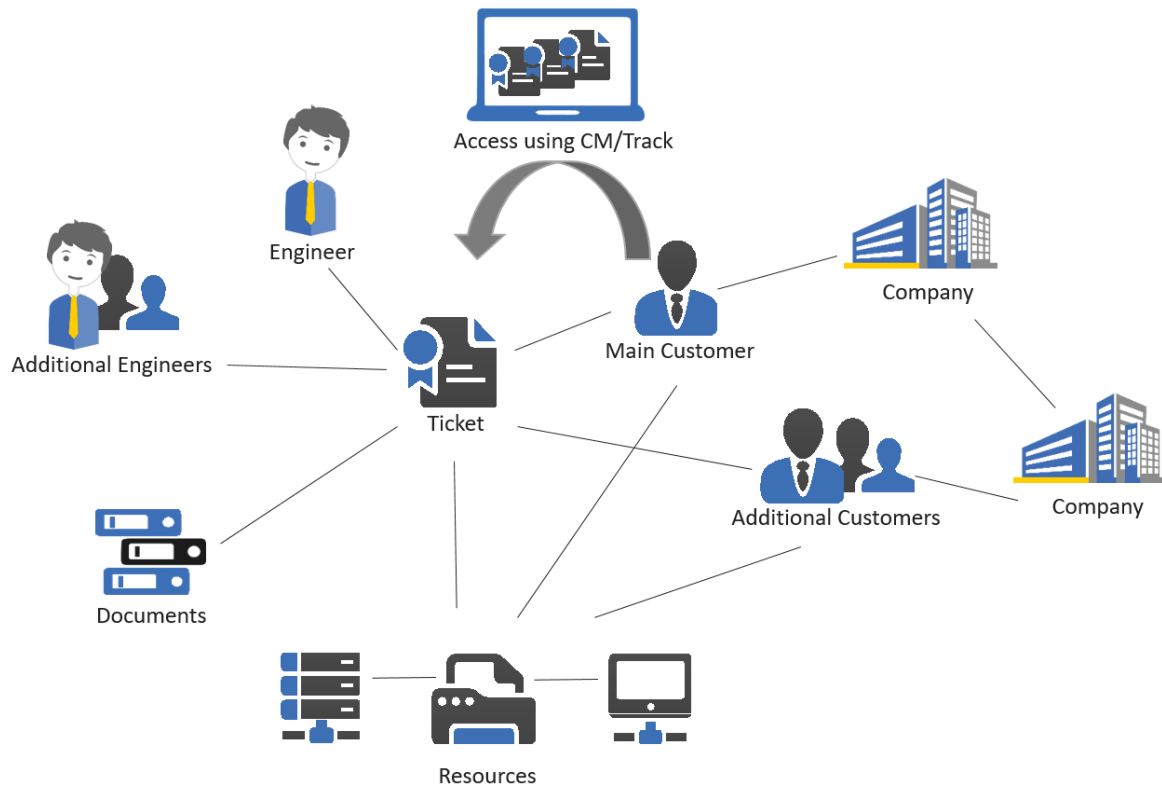 Access using CM/Track
Engineer
Company
Main Customer
Additional Engineers
Ticket
Company
Additional Customers
Documents
Resources